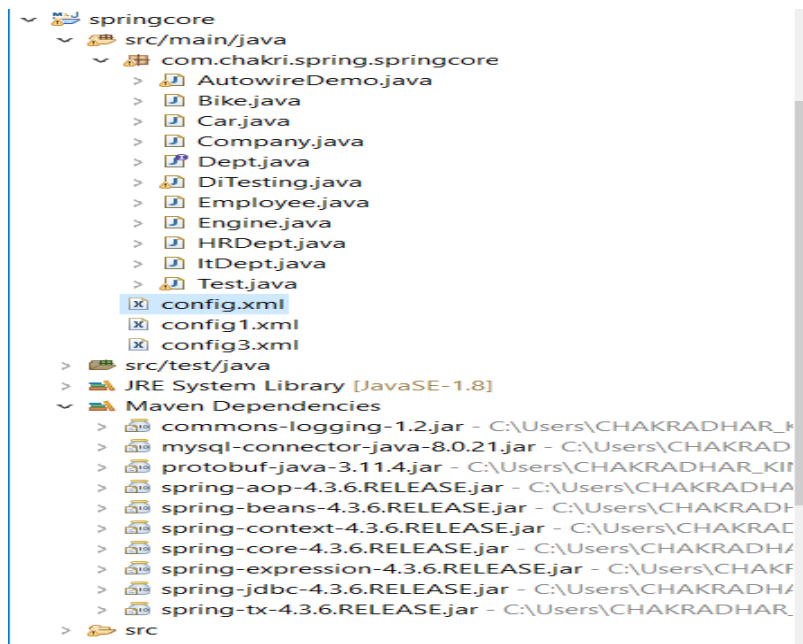 springcore
src/main/java
com.chakri.spring.springcore
AutowireDemo.java
Bike.java
Car.java
Company.java
Dept.java
DiTesting.java
Employee.java
Engine.java
HRDept.java
ItDept.java
Test.java
config.xml
config1.xml
config3.xml
src/test/java
JRE System Library [JavaSE-1.8]
Maven Dependencies
commons-logging-1.2.jar - C:\Users\CHAKRADHAR_K
mysql-connector-java-8.0.21.jar - C:\Users\CHAKRAD
protobuf-java-3.11.4.jar - C:\Users\CHAKRADHAR_KIN
spring-aop-4.3.6.RELEASE.jar - C:\Users\CHAKRADHA
spring-beans-4.3.6.RELEASE.jar - C:\Users\CHAKRADH
spring-context-4.3.6.RELEASE.jar - C:\Users\CHAKRAD
spring-core-4.3.6.RELEASE.jar - C:\Users\CHAKRADHA
spring-expression-4.3.6.RELEASE.jar - C:\Users\CHAKR
spring-jdbc-4.3.6.RELEASE.jar - C:\Users\CHAKRADHA
spring-tx-4.3.6.RELEASE.jar - C:\Users\CHAKRADHAR_
src